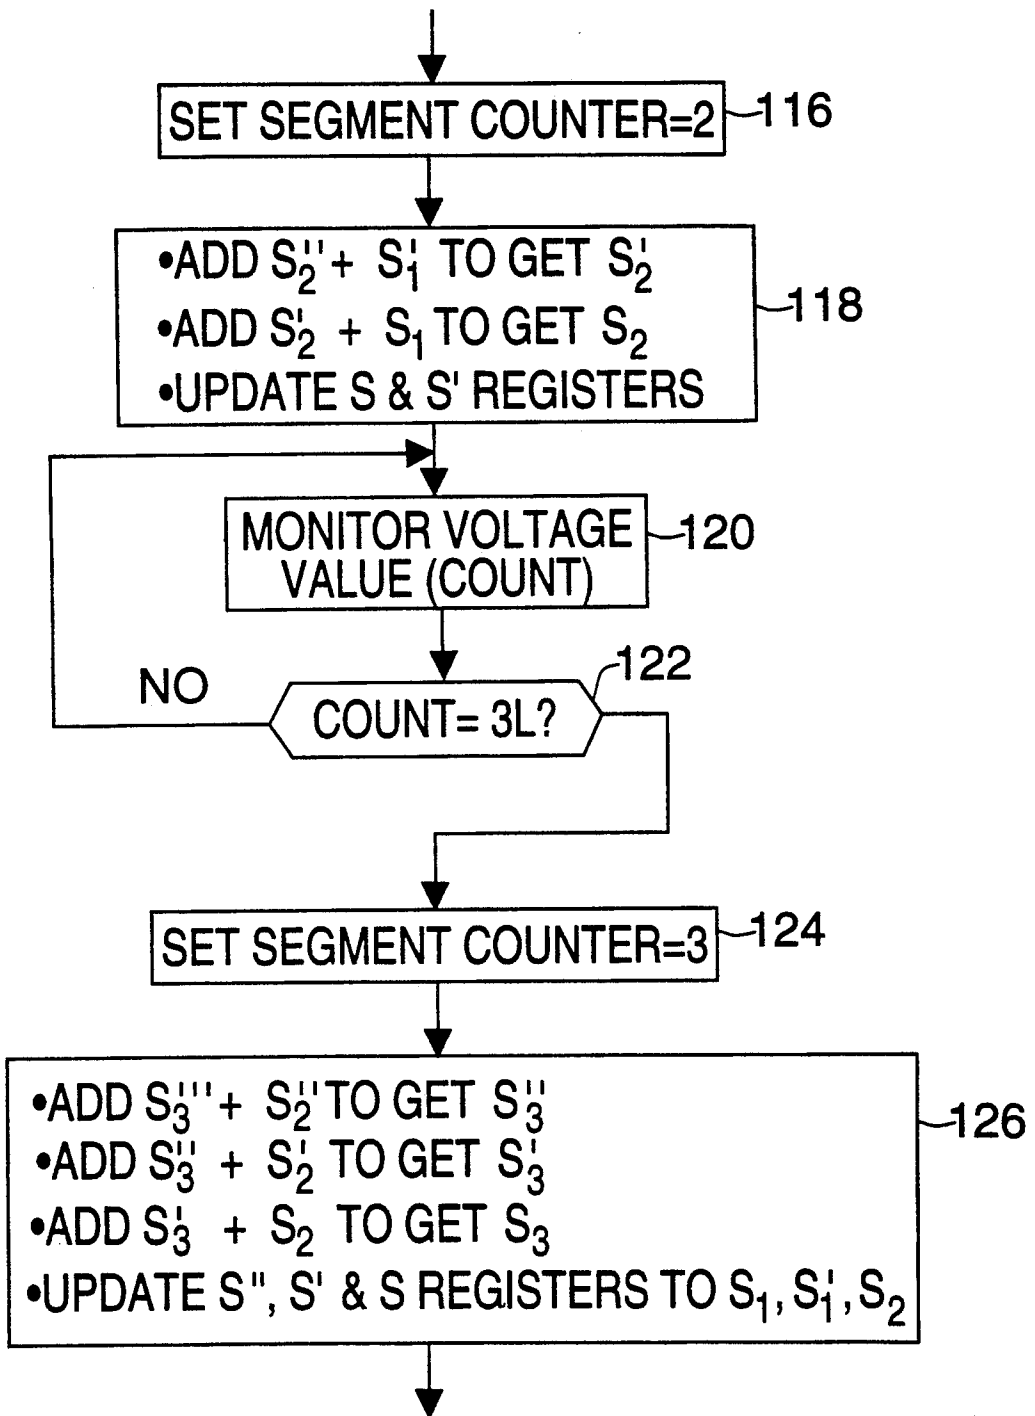 SET SEGMENT COUNTER=2
116
•ADD S₂'' + S₁' TO GET S₂'
•ADD S₂' + S₁ TO GET S₂
•UPDATE S & S' REGISTERS
118
MONITOR VOLTAGE
VALUE (COUNT)
120
122
NO
COUNT= 3L?
SET SEGMENT COUNTER=3
124
•ADD S₃''' + S₂'' TO GET S₃''
•ADD S₃'' + S₂' TO GET S₃'
•ADD S₃' + S₂ TO GET S₃
•UPDATE S'', S' & S REGISTERS TO S₁, S₁', S₂
126